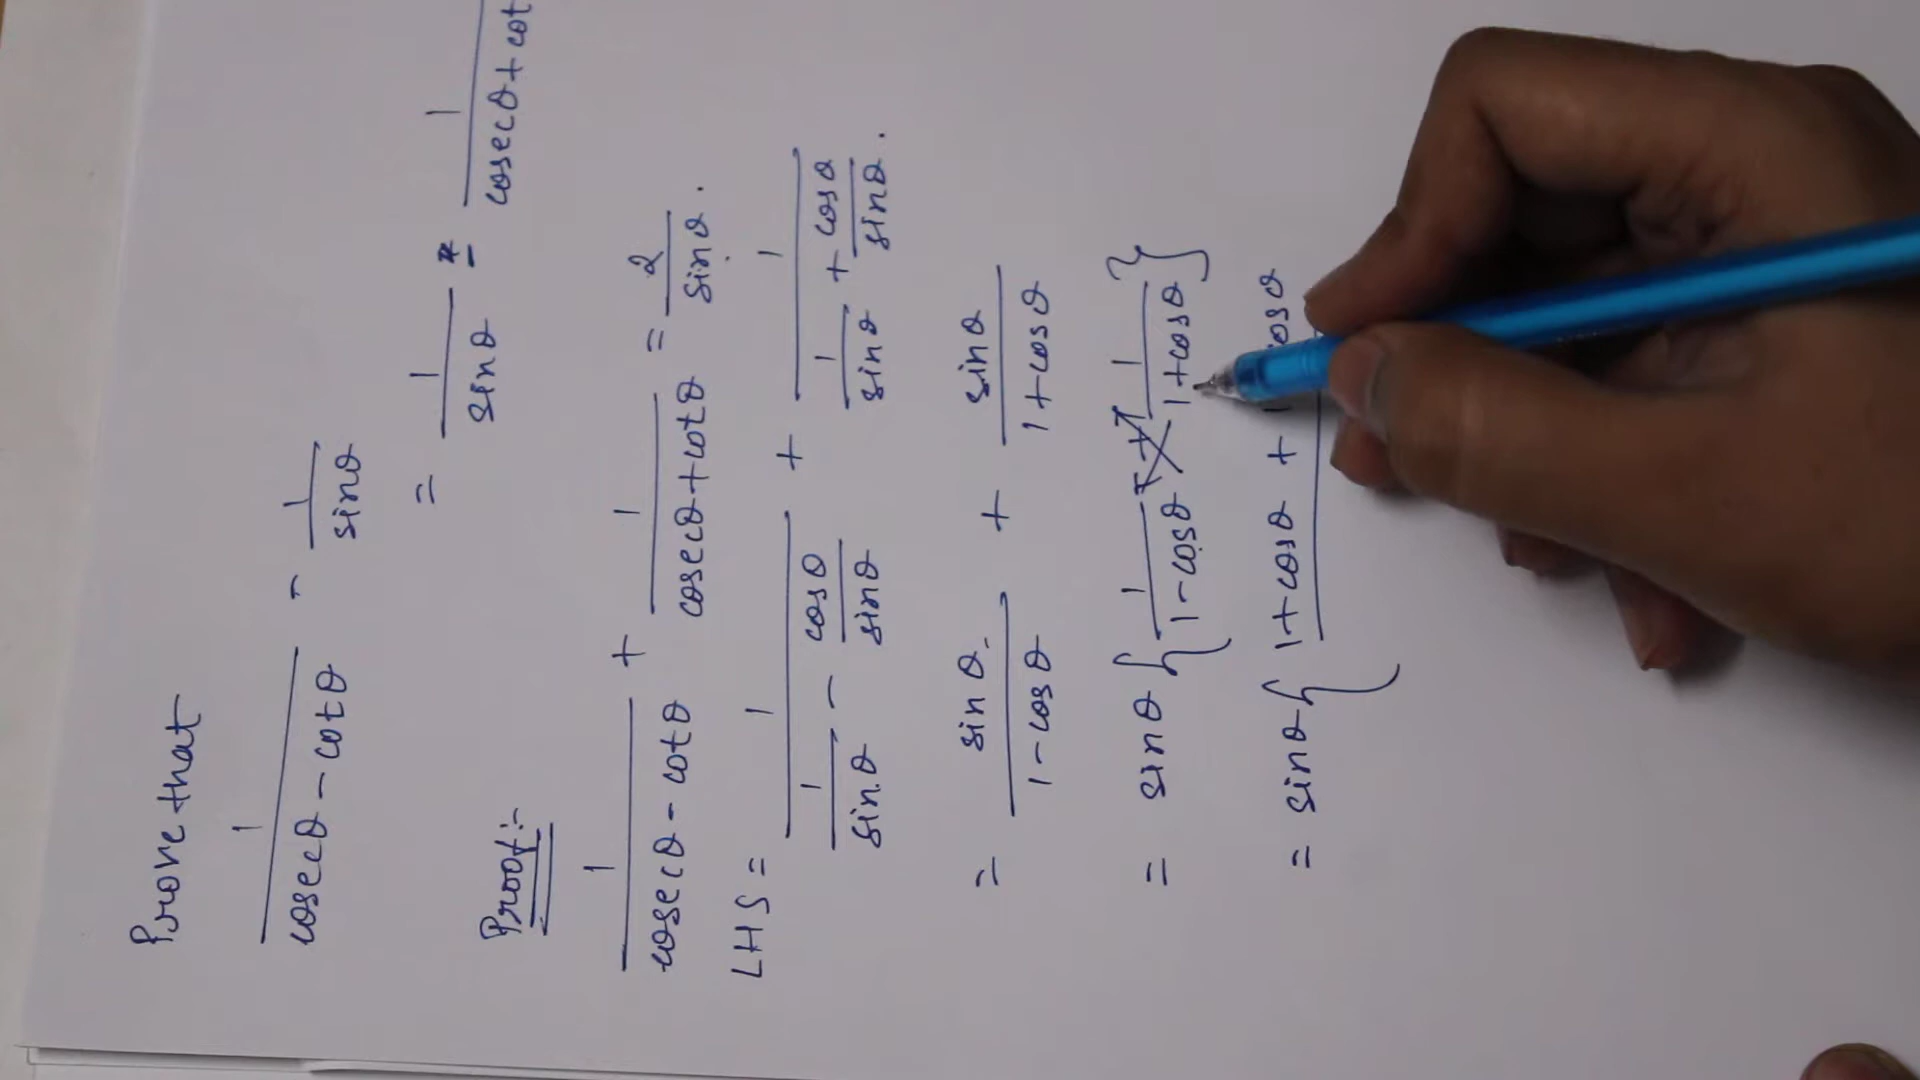 Prove that
1/(cosecθ - cotθ) - 1/sinθ
= 1/sinθ - 1/(cosecθ + cot
Proof:-
1/(cosecθ - cotθ) + 1/(cosecθ + cotθ) = 2/sinθ.
LHS = 1/(1/sinθ - cosθ/sinθ) + 1/(1/sinθ + cosθ/sinθ).
= sinθ/(1 - cosθ) + sinθ/(1 + cosθ)
= sinθ {1/(1 - cosθ) + 1/(1 + cosθ)}
= sinθ {1 + cosθ + cosθ